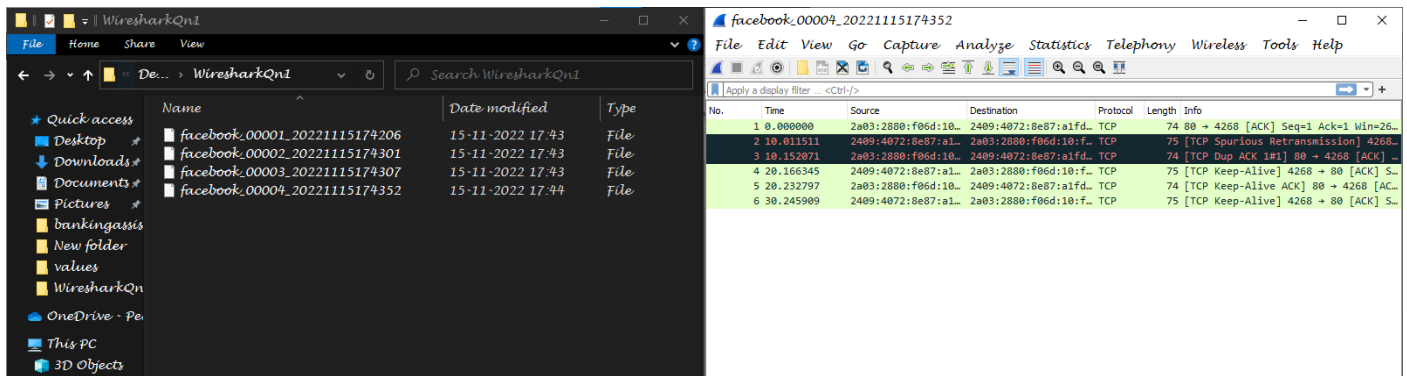 WiresharkQn1
File Home Share View
De... › WiresharkQn1
Search WiresharkQn1
Name Date modified Type
Quick access
Desktop
Downloads
Documents
Pictures
bankingassis
New folder
values
WiresharkQn
OneDrive - Pe
This PC
3D Objects
facebook_00001_20221115174206 15-11-2022 17:43 File
facebook_00002_20221115174301 15-11-2022 17:43 File
facebook_00003_20221115174307 15-11-2022 17:43 File
facebook_00004_20221115174352 15-11-2022 17:44 File
facebook_00004_20221115174352
File Edit View Go Capture Analyze Statistics Telephony Wireless Tools Help
Apply a display filter ... <Ctrl-/>
No. Time Source Destination Protocol Length Info
1 0.000000 2a03:2880:f06d:10… 2409:4072:8e87:a1fd… TCP 74 80 → 4268 [ACK] Seq=1 Ack=1 Win=26…
2 10.011511 2409:4072:8e87:a1… 2a03:2880:f06d:10:f… TCP 75 [TCP Spurious Retransmission] 4268…
3 10.152071 2a03:2880:f06d:10… 2409:4072:8e87:a1fd… TCP 74 [TCP Dup ACK 1#1] 80 → 4268 [ACK] …
4 20.166345 2409:4072:8e87:a1… 2a03:2880:f06d:10:f… TCP 75 [TCP Keep-Alive] 4268 → 80 [ACK] S…
5 20.232797 2a03:2880:f06d:10… 2409:4072:8e87:a1fd… TCP 74 [TCP Keep-Alive ACK] 80 → 4268 [AC…
6 30.245909 2409:4072:8e87:a1… 2a03:2880:f06d:10:f… TCP 75 [TCP Keep-Alive] 4268 → 80 [ACK] S…